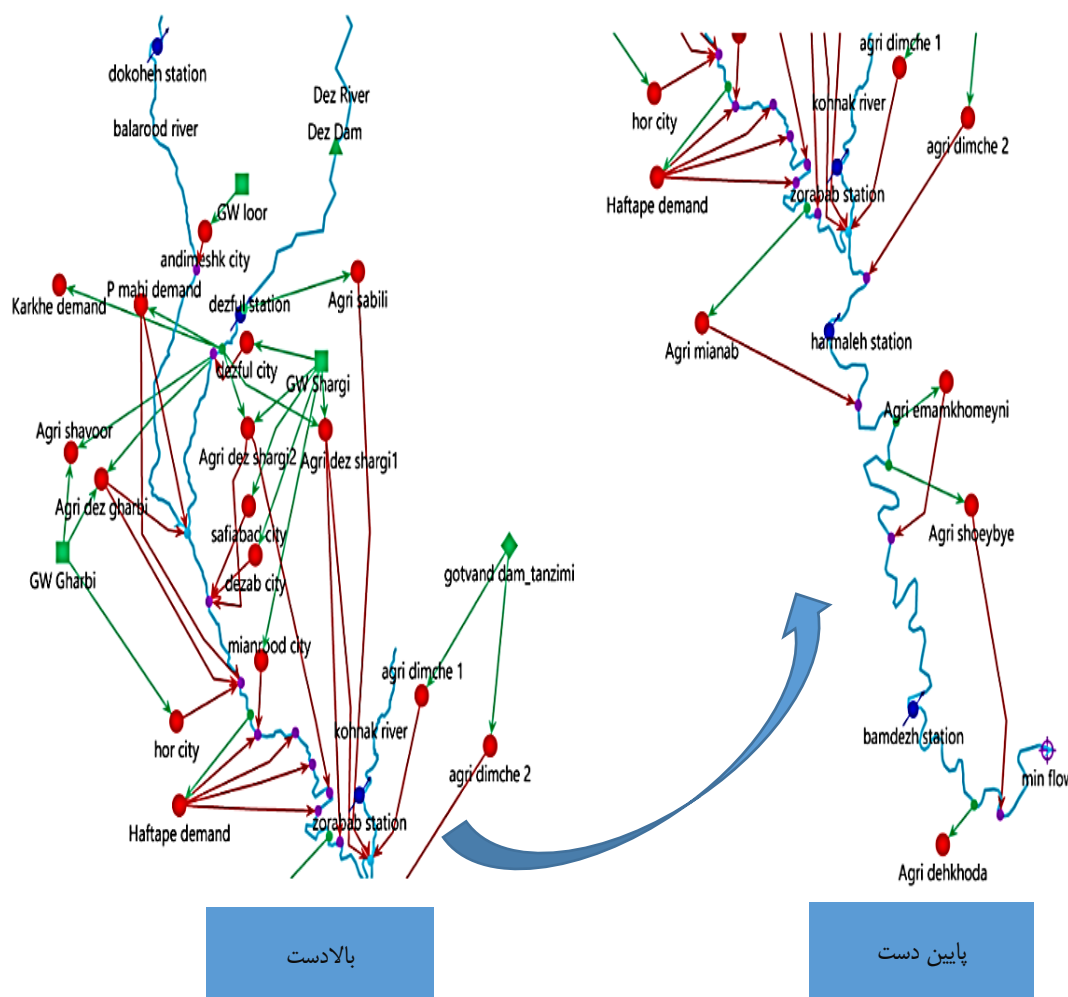 dokoheh station
Dez River
balarood river
Dez Dam
GW loor
andimeshk city
P mahi demand
Karkhe demand
dezful station
Agri sabili
dezful city
GW Shargi
Agri shavoor
Agri dez shargi2
Agri dez shargi1
Agri dez gharbi
safiabad city
GW Gharbi
dezab city
gotvand dam_tanzimi
mianrood city
agri dimche 1
hor city
kohnak river
agri dimche 2
Haftape demand
zorabab station
بالادست
agri dimche 1
hor city
kohnak river
agri dimche 2
Haftape demand
zorabab station
Agri mianab
harmaleh station
Agri emamkhomeyni
Agri shoeybye
bamdezh station
min flow
Agri dehkhoda
پایین دست